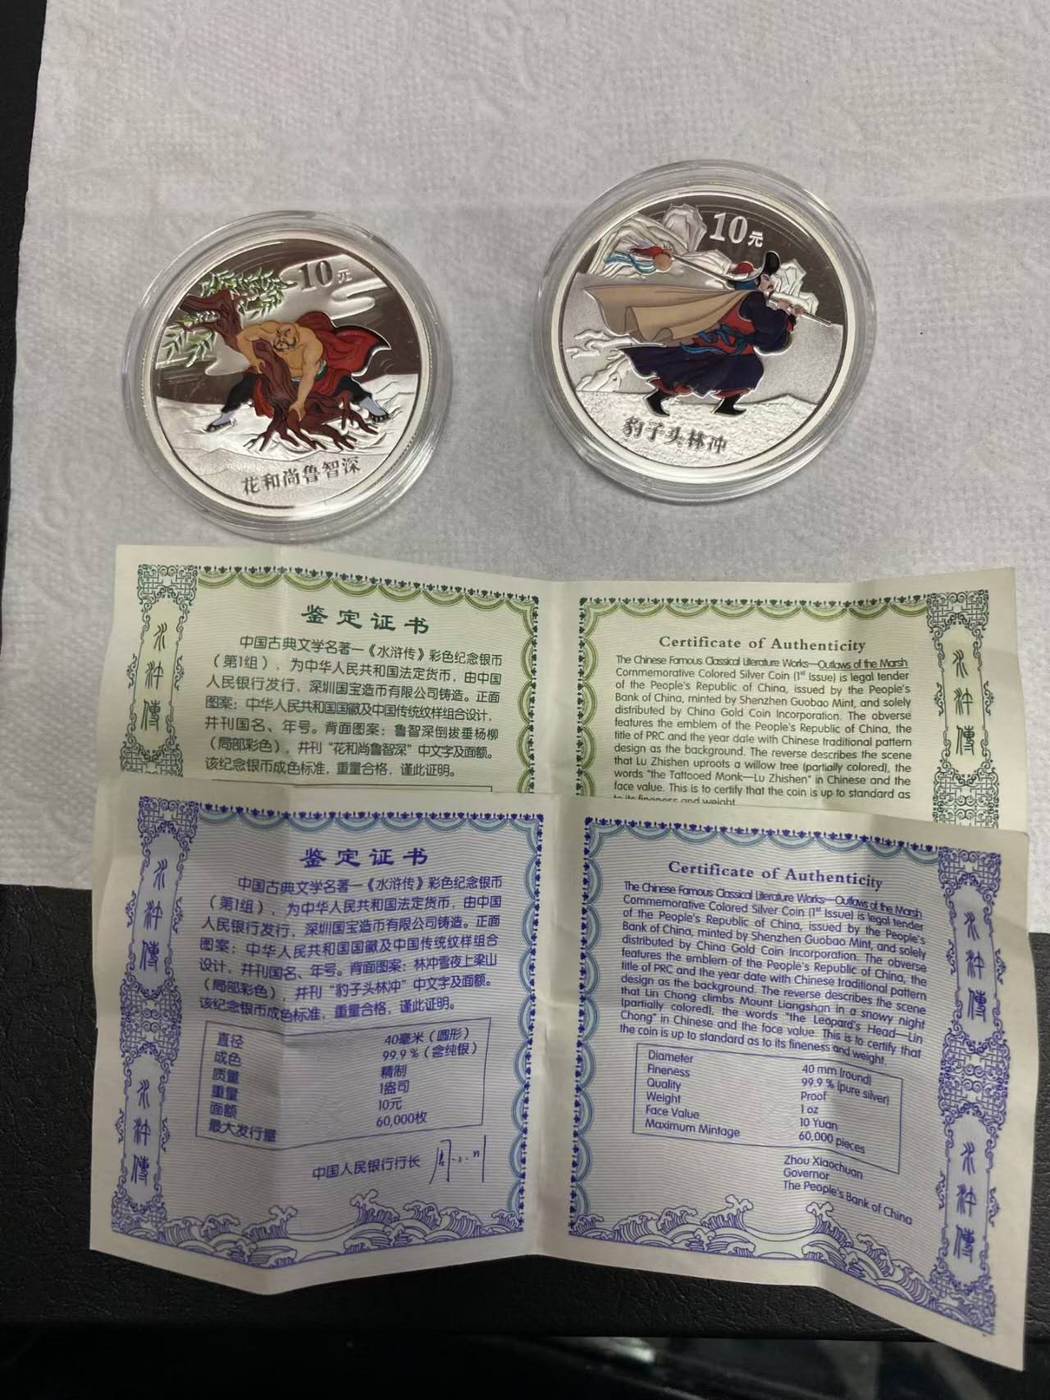 10元
花和尚鲁智深
10元
豹子头林冲
水浒傳
鉴定证书
中国古典文学名著—《水浒传》彩色纪念银币
（第1组），为中华人民共和国法定货币，由中国
人民银行发行，深圳国宝造币有限公司铸造。正面
图案：中华人民共和国国徽及中国传统纹样组合设计，
并刊国名、年号。背面图案：鲁智深倒拔垂杨柳
（局部彩色），并刊“花和尚鲁智深”中文字及面额。
该纪念银币成色标准，重量合格，谨此证明。
Certificate of Authenticity
The Chinese Famous Classical Literature Works—Outlaws of the Marsh
Commemorative Colored Silver Coin (1st Issue) is legal tender
of the People's Republic of China, issued by the People's
Bank of China, minted by Shenzhen Guobao Mint, and solely
distributed by China Gold Coin Incorporation. The obverse
features the emblem of the People's Republic of China, the
title of PRC and the year date with Chinese traditional pattern
design as the background. The reverse describes the scene
that Lu Zhishen uproots a willow tree (partially colored), the
words "the Tattooed Monk—Lu Zhishen" in Chinese and the
face value. This is to certify that the coin is up to standard as
to its fineness and weight.
水浒傳
水浒傳
水浒傳
鉴定证书
中国古典文学名著—《水浒传》彩色纪念银币
（第1组），为中华人民共和国法定货币，由中国
人民银行发行，深圳国宝造币有限公司铸造。正面
图案：中华人民共和国国徽及中国传统纹样组合
设计，并刊国名、年号。背面图案：林冲雪夜上梁山
（局部彩色），并刊“豹子头林冲”中文字及面额。
该纪念银币成色标准，重量合格，谨此证明。
直径 40毫米（圆形）
成色 99.9%（含纯银）
质量 精制
重量 1盎司
面额 10元
最大发行量 60,000枚
中国人民银行行长
Certificate of Authenticity
The Chinese Famous Classical Literature Works—Outlaws of the Marsh
Commemorative Colored Silver Coin (1st Issue) is legal tender
of the People's Republic of China, issued by the People's
Bank of China, minted by Shenzhen Guobao Mint, and solely
distributed by China Gold Coin Incorporation. The obverse
features the emblem of the People's Republic of China, the
title of PRC and the year date with Chinese traditional pattern
design as the background. The reverse describes the scene
that Lin Chong climbs Mount Liangshan in a snowy night
(partially colored), the words "the Leopard's Head—Lin
Chong" in Chinese and the face value. This is to certify that
the coin is up to standard as to its fineness and weight.
Diameter 40 mm (round)
Fineness 99.9 % (pure silver)
Quality Proof
Weight 1 oz
Face Value 10 Yuan
Maximum Mintage 60,000 pieces
Zhou Xiaochuan
Governor
The People's Bank of China
水浒傳
水浒傳